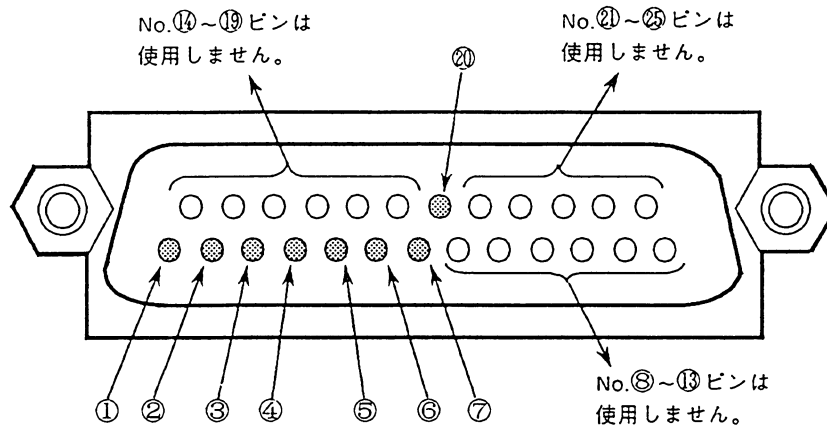 No.⑭~⑲ピンは
使用しません。
⑳
No.㉑~㉕ピンは
使用しません。
① ② ③ ④ ⑤ ⑥ ⑦
No.⑧~⑬ピンは
使用しません。